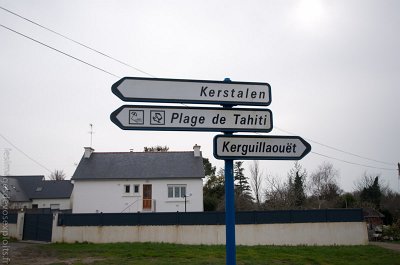 Kerstalen
Plage de Tahiti
Kerguillaouët